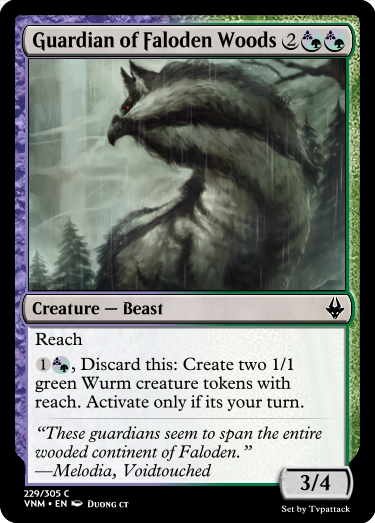 Guardian of Faloden Woods 2
Creature — Beast
Reach
1, Discard this: Create two 1/1
green Wurm creature tokens with
reach. Activate only if its your turn.
"These guardians seem to span the entire
wooded continent of Faloden."
—Melodia, Voidtouched
3/4
229/305 C
VNM • EN Duong ct
Set by Tvpattack